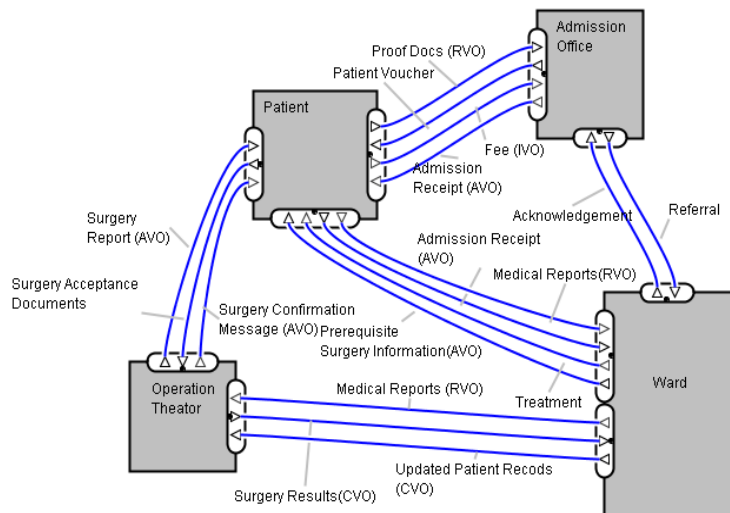 Admission
Office
Proof Docs (RVO)
Patient Voucher
Patient
Fee (IVO)
Admission
Receipt (AVO)
Acknowledgement
Referral
Surgery
Report (AVO)
Admission Receipt
(AVO)
Medical Reports(RVO)
Surgery Acceptance
Documents
Surgery Confirmation
Message (AVO)
Prerequisite
Surgery Information(AVO)
Operation
Theator
Medical Reports (RVO)
Treatment
Ward
Updated Patient Recods
(CVO)
Surgery Results(CVO)